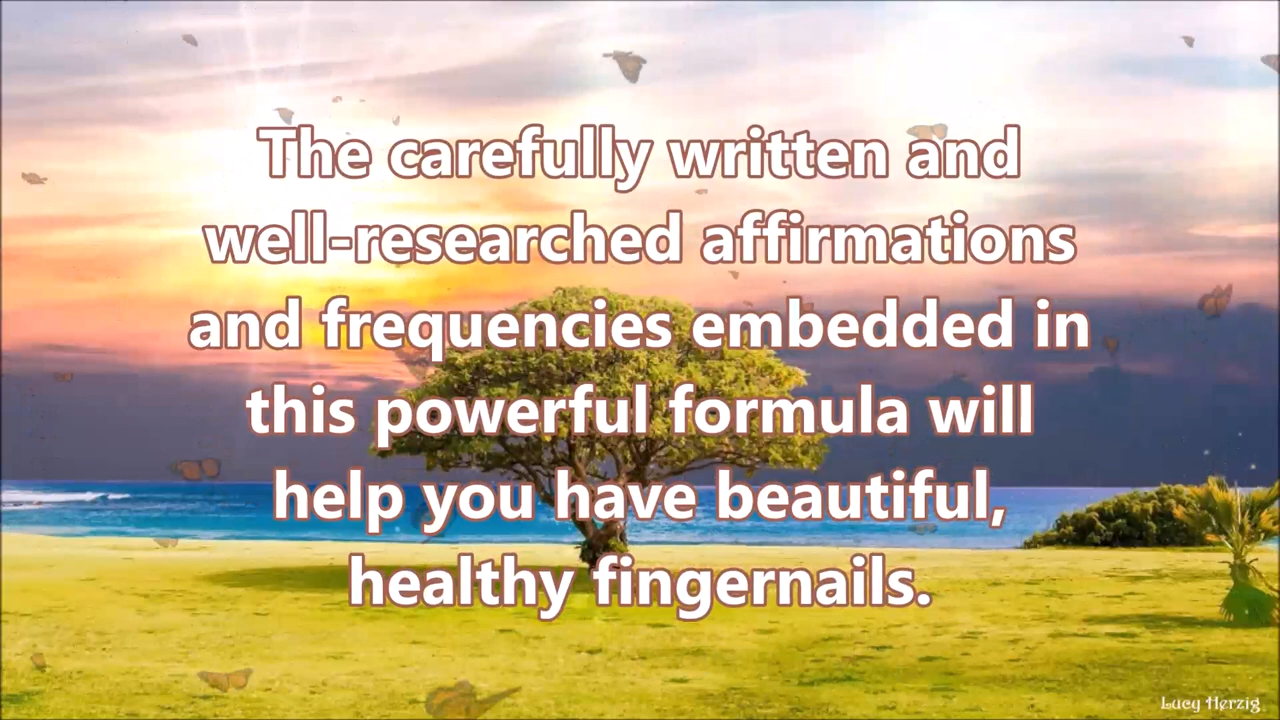 The carefully written and
well-researched affirmations
and frequencies embedded in
this powerful formula will
help you have beautiful,
healthy fingernails.
Lucy Herzig